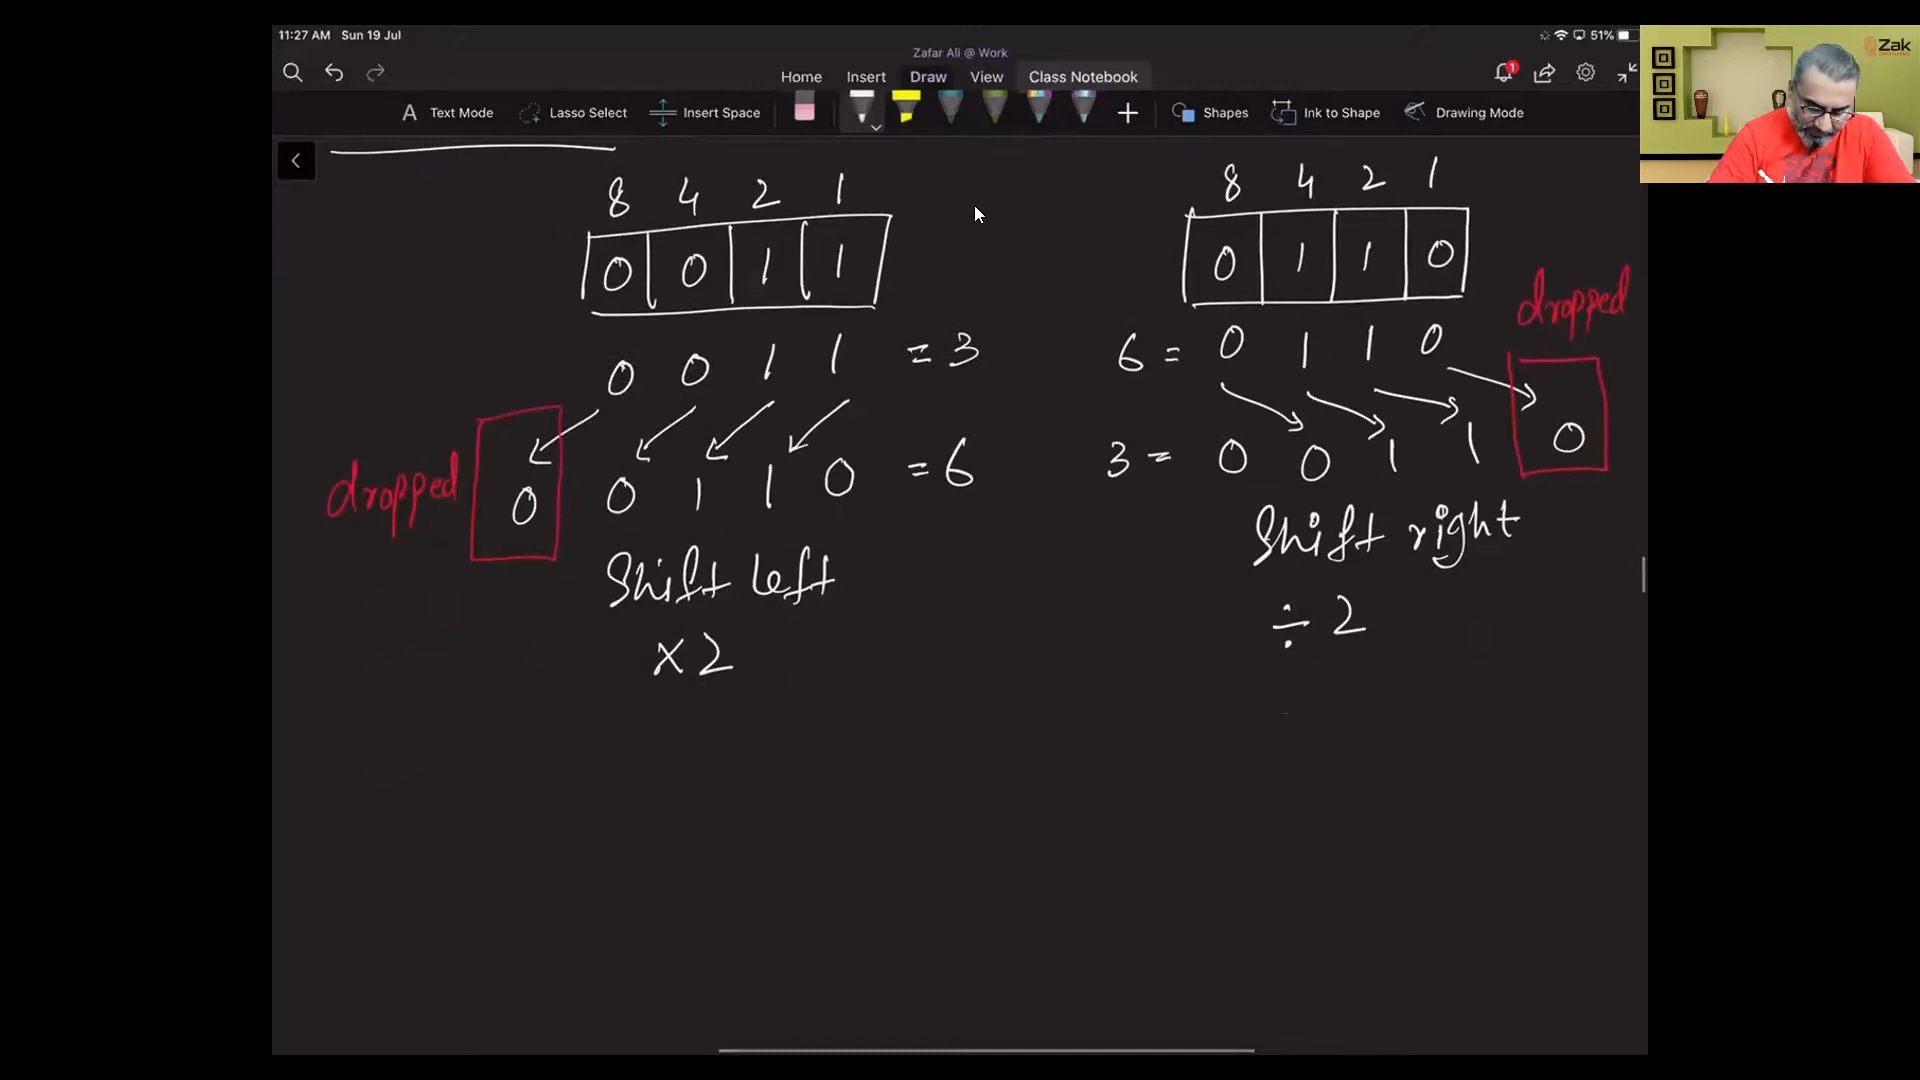 11:27 AM Sun 19 Jul
51%
Zafar Ali @ Work
Home Insert Draw View Class Notebook
1
Zak
A Text Mode Lasso Select Insert Space Shapes Ink to Shape Drawing Mode
8 4 2 1
0 0 1 1
0 0 1 1 = 3
dropped
0 0 1 1 0 = 6
Shift left
× 2
8 4 2 1
0 1 1 0
dropped
6 = 0 1 1 0
3 = 0 0 1 1 0
Shift right
÷ 2